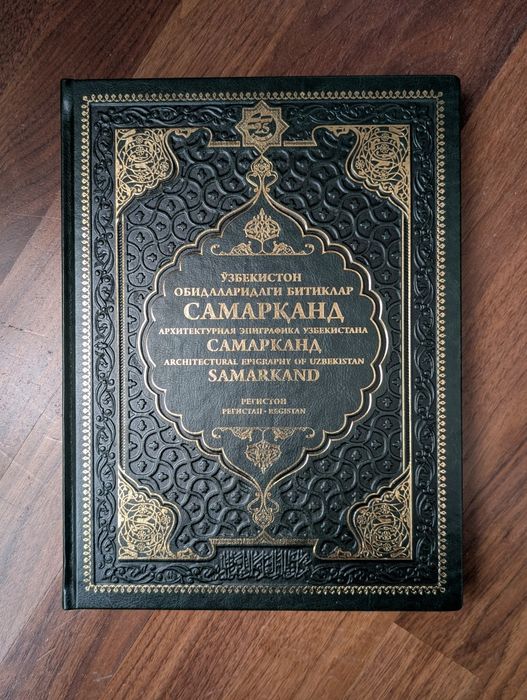 ЎЗБЕКИСТОН
ОБИДАЛАРИДАГИ БИТИКЛАР
САМАРҚАНД
АРХИТЕКТУРНАЯ ЭПИГРАФИКА УЗБЕКИСТАНА
САМАРКАНД
ARCHITECTURAL EPIGRAPHY OF UZBEKISTAN
SAMARKAND
РЕГИСТОН
РЕГИСТАН · REGISTAN